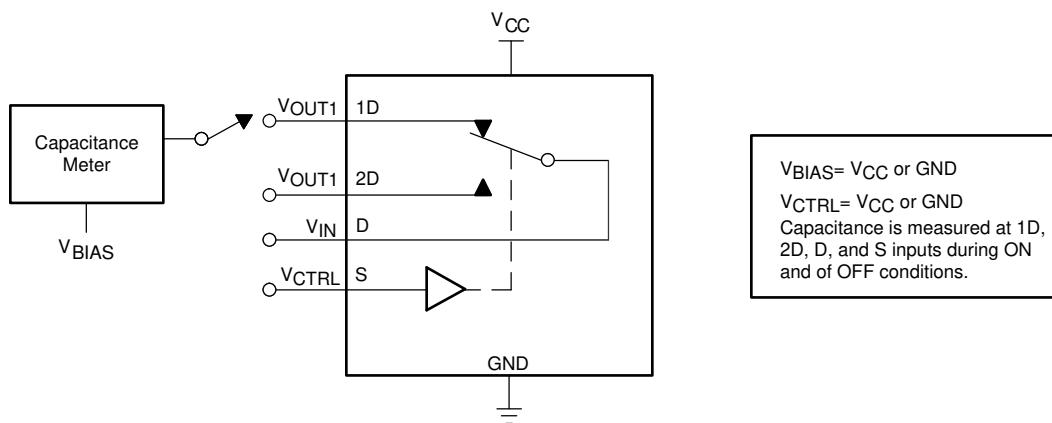 VCC
VOUT1 1D
Capacitance
Meter
VOUT1 2D
VIN D
VBIAS
VCTRL S
GND
VBIAS= VCC or GND
VCTRL= VCC or GND
Capacitance is measured at 1D,
2D, D, and S inputs during ON
and of OFF conditions.